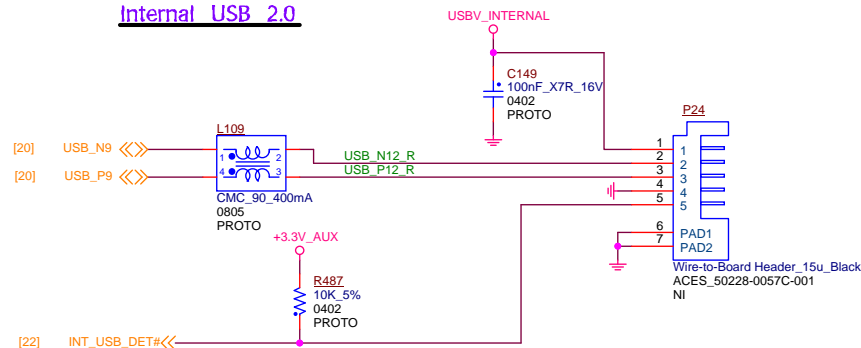 Internal USB 2.0
USBV_INTERNAL
C149
100nF_X7R_16V
0402
PROTO
P24
L109
[20] USB_N9
[20] USB_P9
1 2
4 3
USB_N12_R
USB_P12_R
CMC_90_400mA
0805
PROTO
1 1
2 2
3 3
4 4
5 5
6 PAD1
7 PAD2
Wire-to-Board Header_15u_Black
ACES_50228-0057C-001
NI
+3.3V_AUX
R487
10K_5%
0402
PROTO
[22] INT_USB_DET#